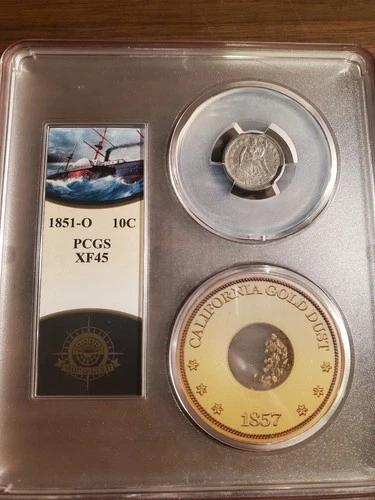 1851-O 10C
PCGS
XF45
CALIFORNIA GOLD DUST
1857